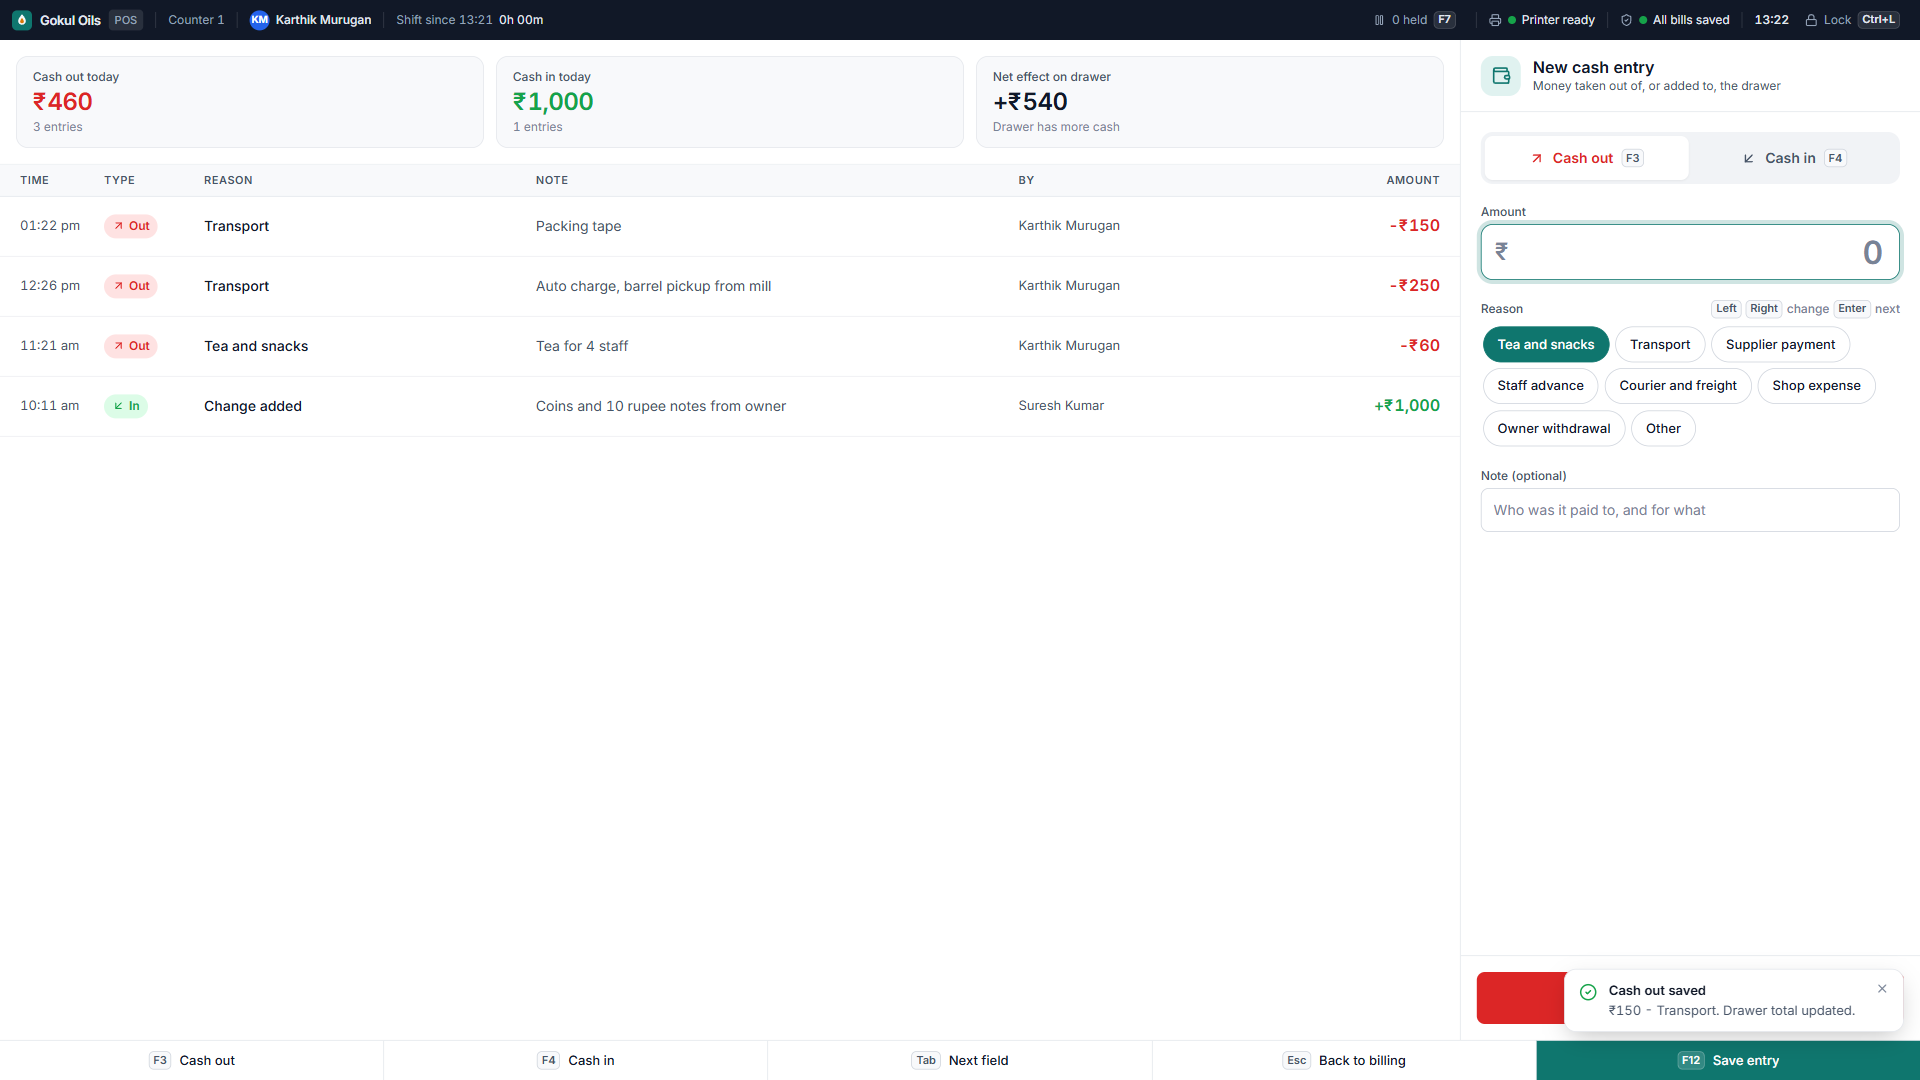 Gokul Oils POS Counter 1 KM Karthik Murugan Shift since 13:21 0h 00m 0 held F7 Printer ready All bills saved 13:22 Lock Ctrl+L
Cash out today
₹460
3 entries
Cash in today
₹1,000
1 entries
Net effect on drawer
+₹540
Drawer has more cash
TIME TYPE REASON NOTE BY AMOUNT
01:22 pm Out Transport Packing tape Karthik Murugan -₹150
12:26 pm Out Transport Auto charge, barrel pickup from mill Karthik Murugan -₹250
11:21 am Out Tea and snacks Tea for 4 staff Karthik Murugan -₹60
10:11 am In Change added Coins and 10 rupee notes from owner Suresh Kumar +₹1,000
New cash entry
Money taken out of, or added to, the drawer
Cash out F3 Cash in F4
Amount
₹ 0
Reason Left Right change Enter next
Tea and snacks Transport Supplier payment
Staff advance Courier and freight Shop expense
Owner withdrawal Other
Note (optional)
Who was it paid to, and for what
Cash out saved
₹150 - Transport. Drawer total updated.
F3 Cash out F4 Cash in Tab Next field Esc Back to billing F12 Save entry